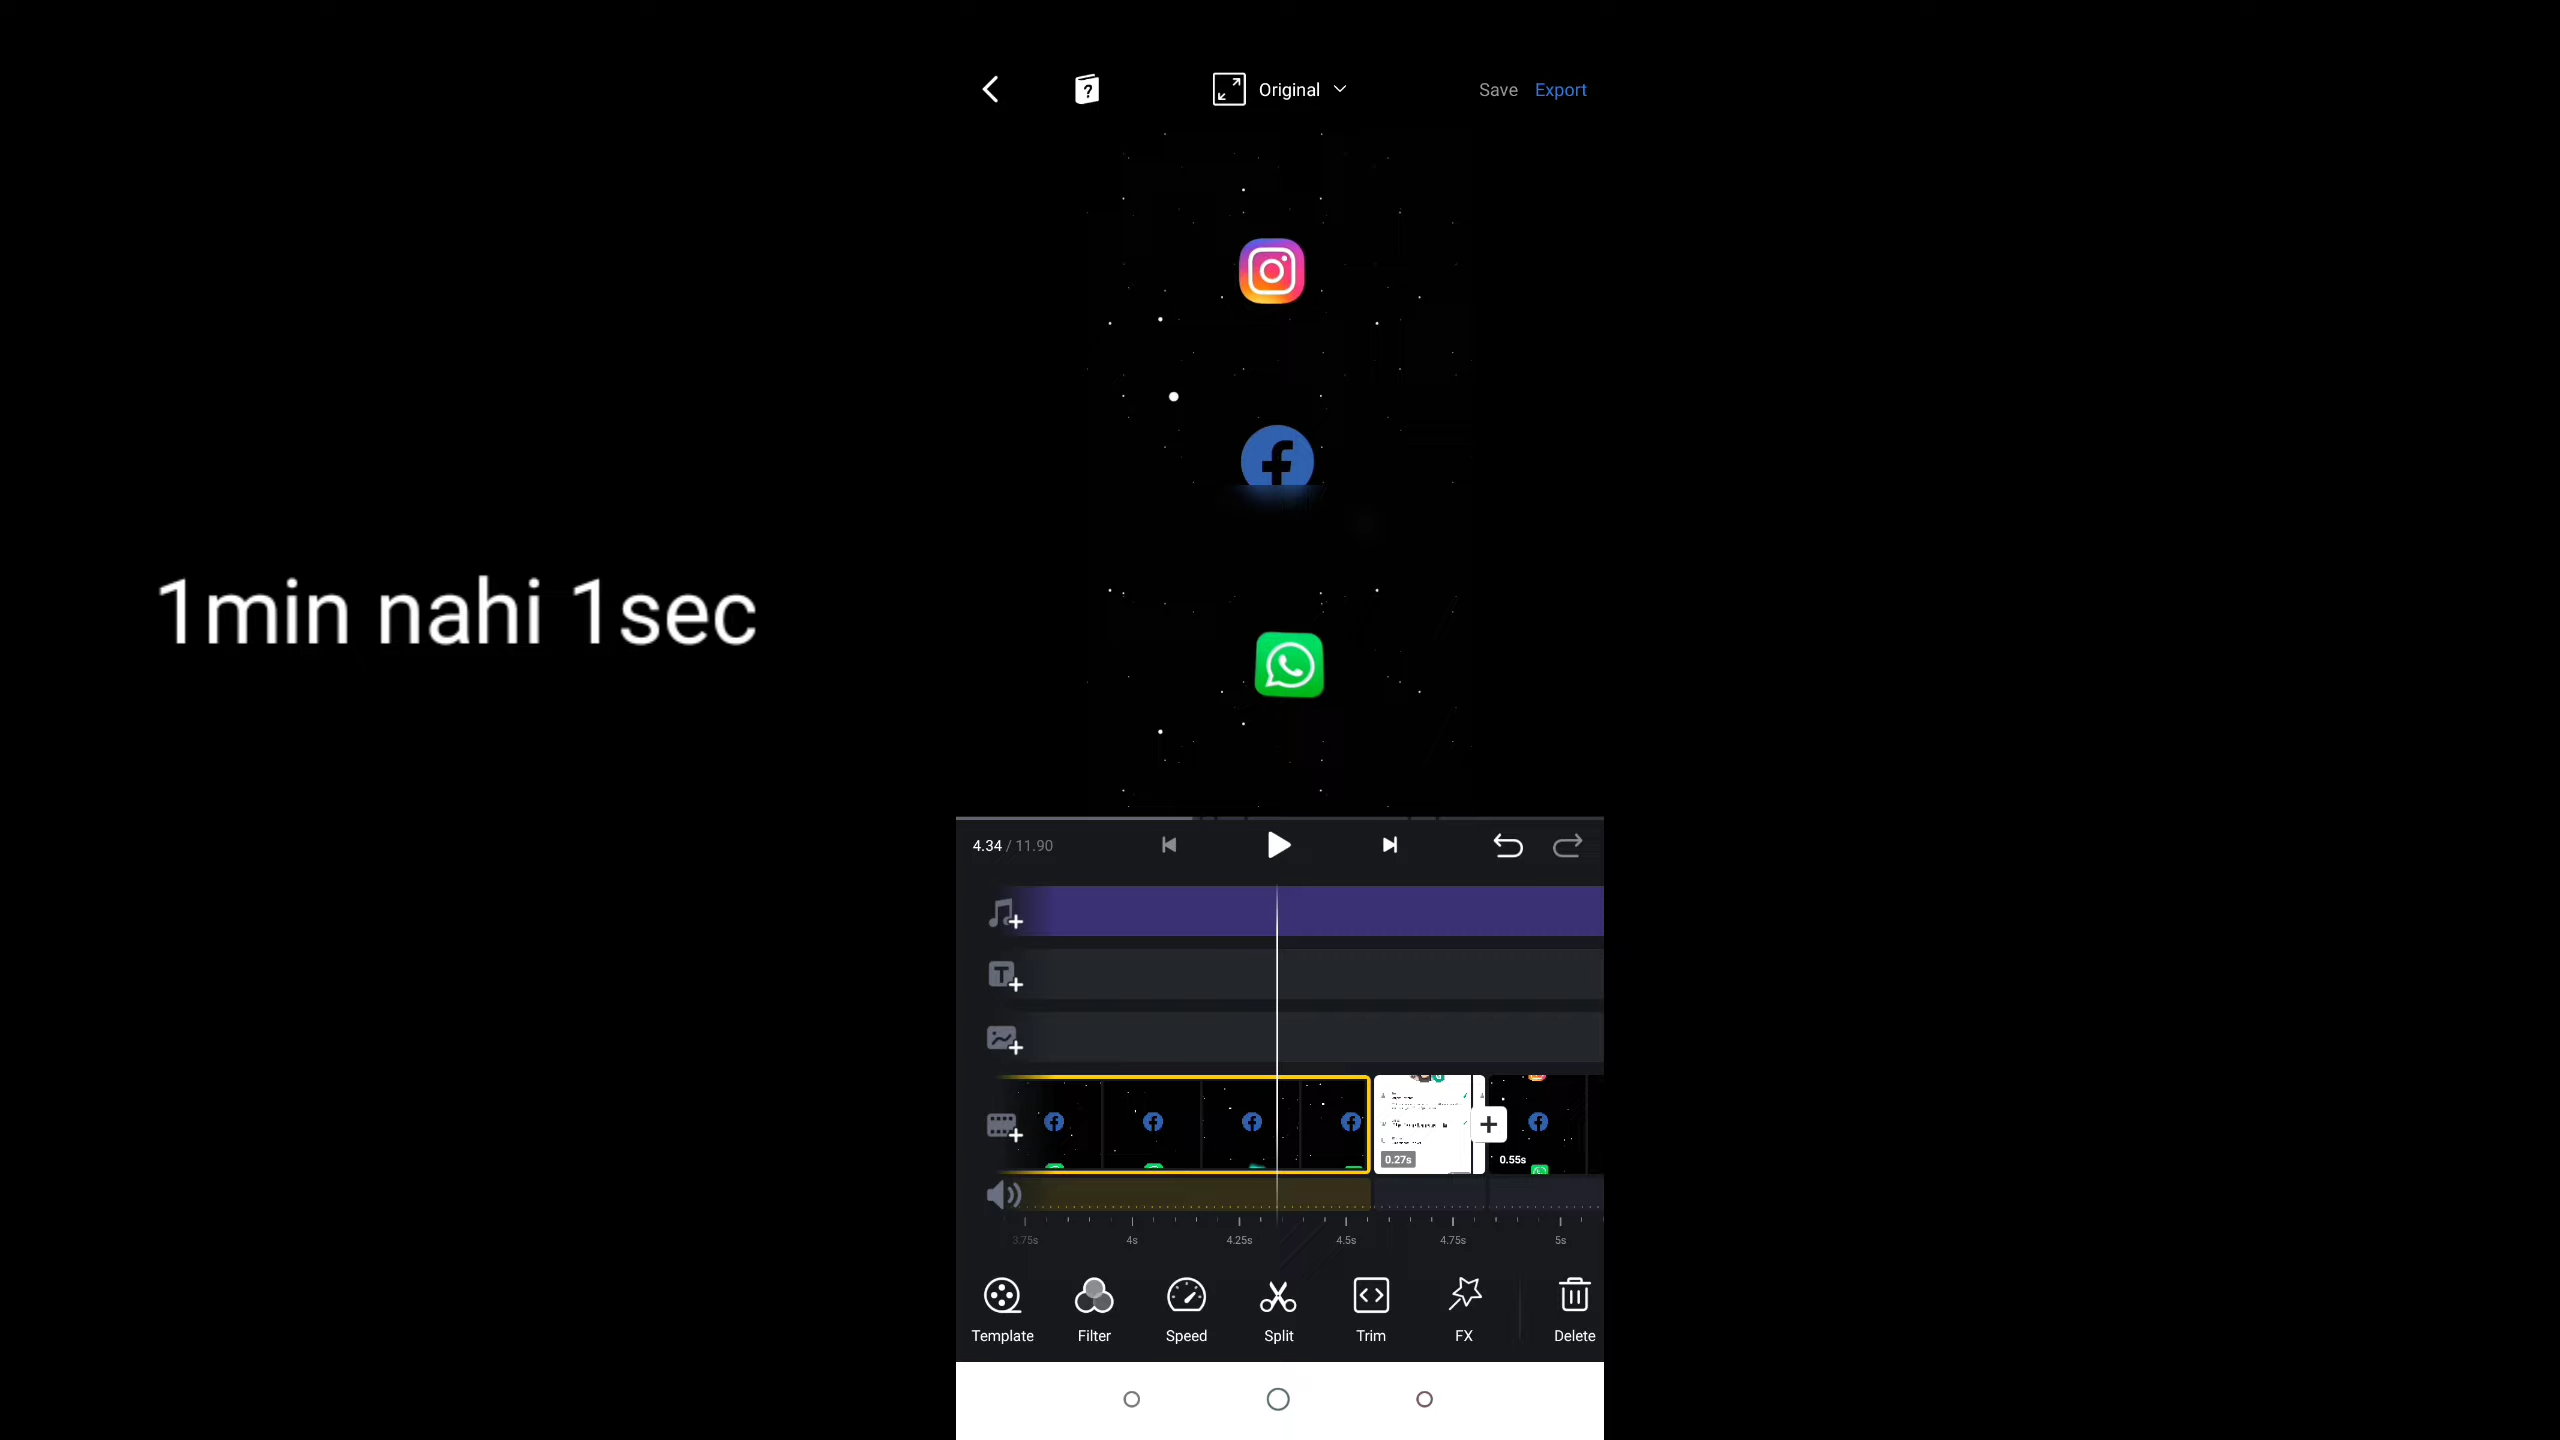 Original
Save Export
1min nahi 1sec
4.34 / 11.90
0.27s
0.55s
3.75s 4s 4.25s 4.5s 4.75s 5s
Template Filter Speed Split Trim FX Delete